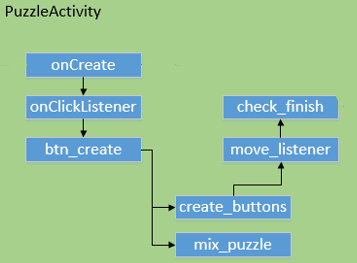 PuzzleActivity
onCreate
onClickListener
check_finish
btn_create
move_listener
create_buttons
mix_puzzle